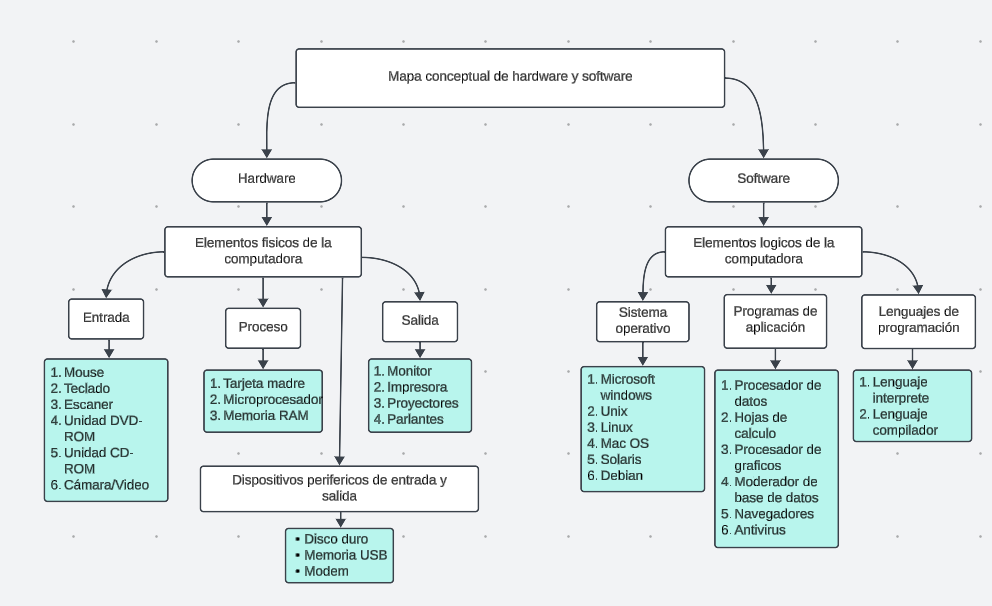 Mapa conceptual de hardware y software
Hardware
Software
Elementos fisicos de la
computadora
Elementos logicos de la
computadora
Entrada
1. Mouse
2. Teclado
3. Escaner
4. Unidad DVD-
ROM
5. Unidad CD-
ROM
6. Cámara/Video
Proceso
1. Tarjeta madre
2. Microprocesador
3. Memoria RAM
Salida
1. Monitor
2. Impresora
3. Proyectores
4. Parlantes
Dispositivos perifericos de entrada y
salida
▪ Disco duro
▪ Memoria USB
▪ Modem
Sistema
operativo
1. Microsoft
windows
2. Unix
3. Linux
4. Mac OS
5. Solaris
6. Debian
Programas de
aplicación
1. Procesador de
datos
2. Hojas de
calculo
3. Procesador de
graficos
4. Moderador de
base de datos
5. Navegadores
6. Antivirus
Lenguajes de
programación
1. Lenguaje
interprete
2. Lenguaje
compilador